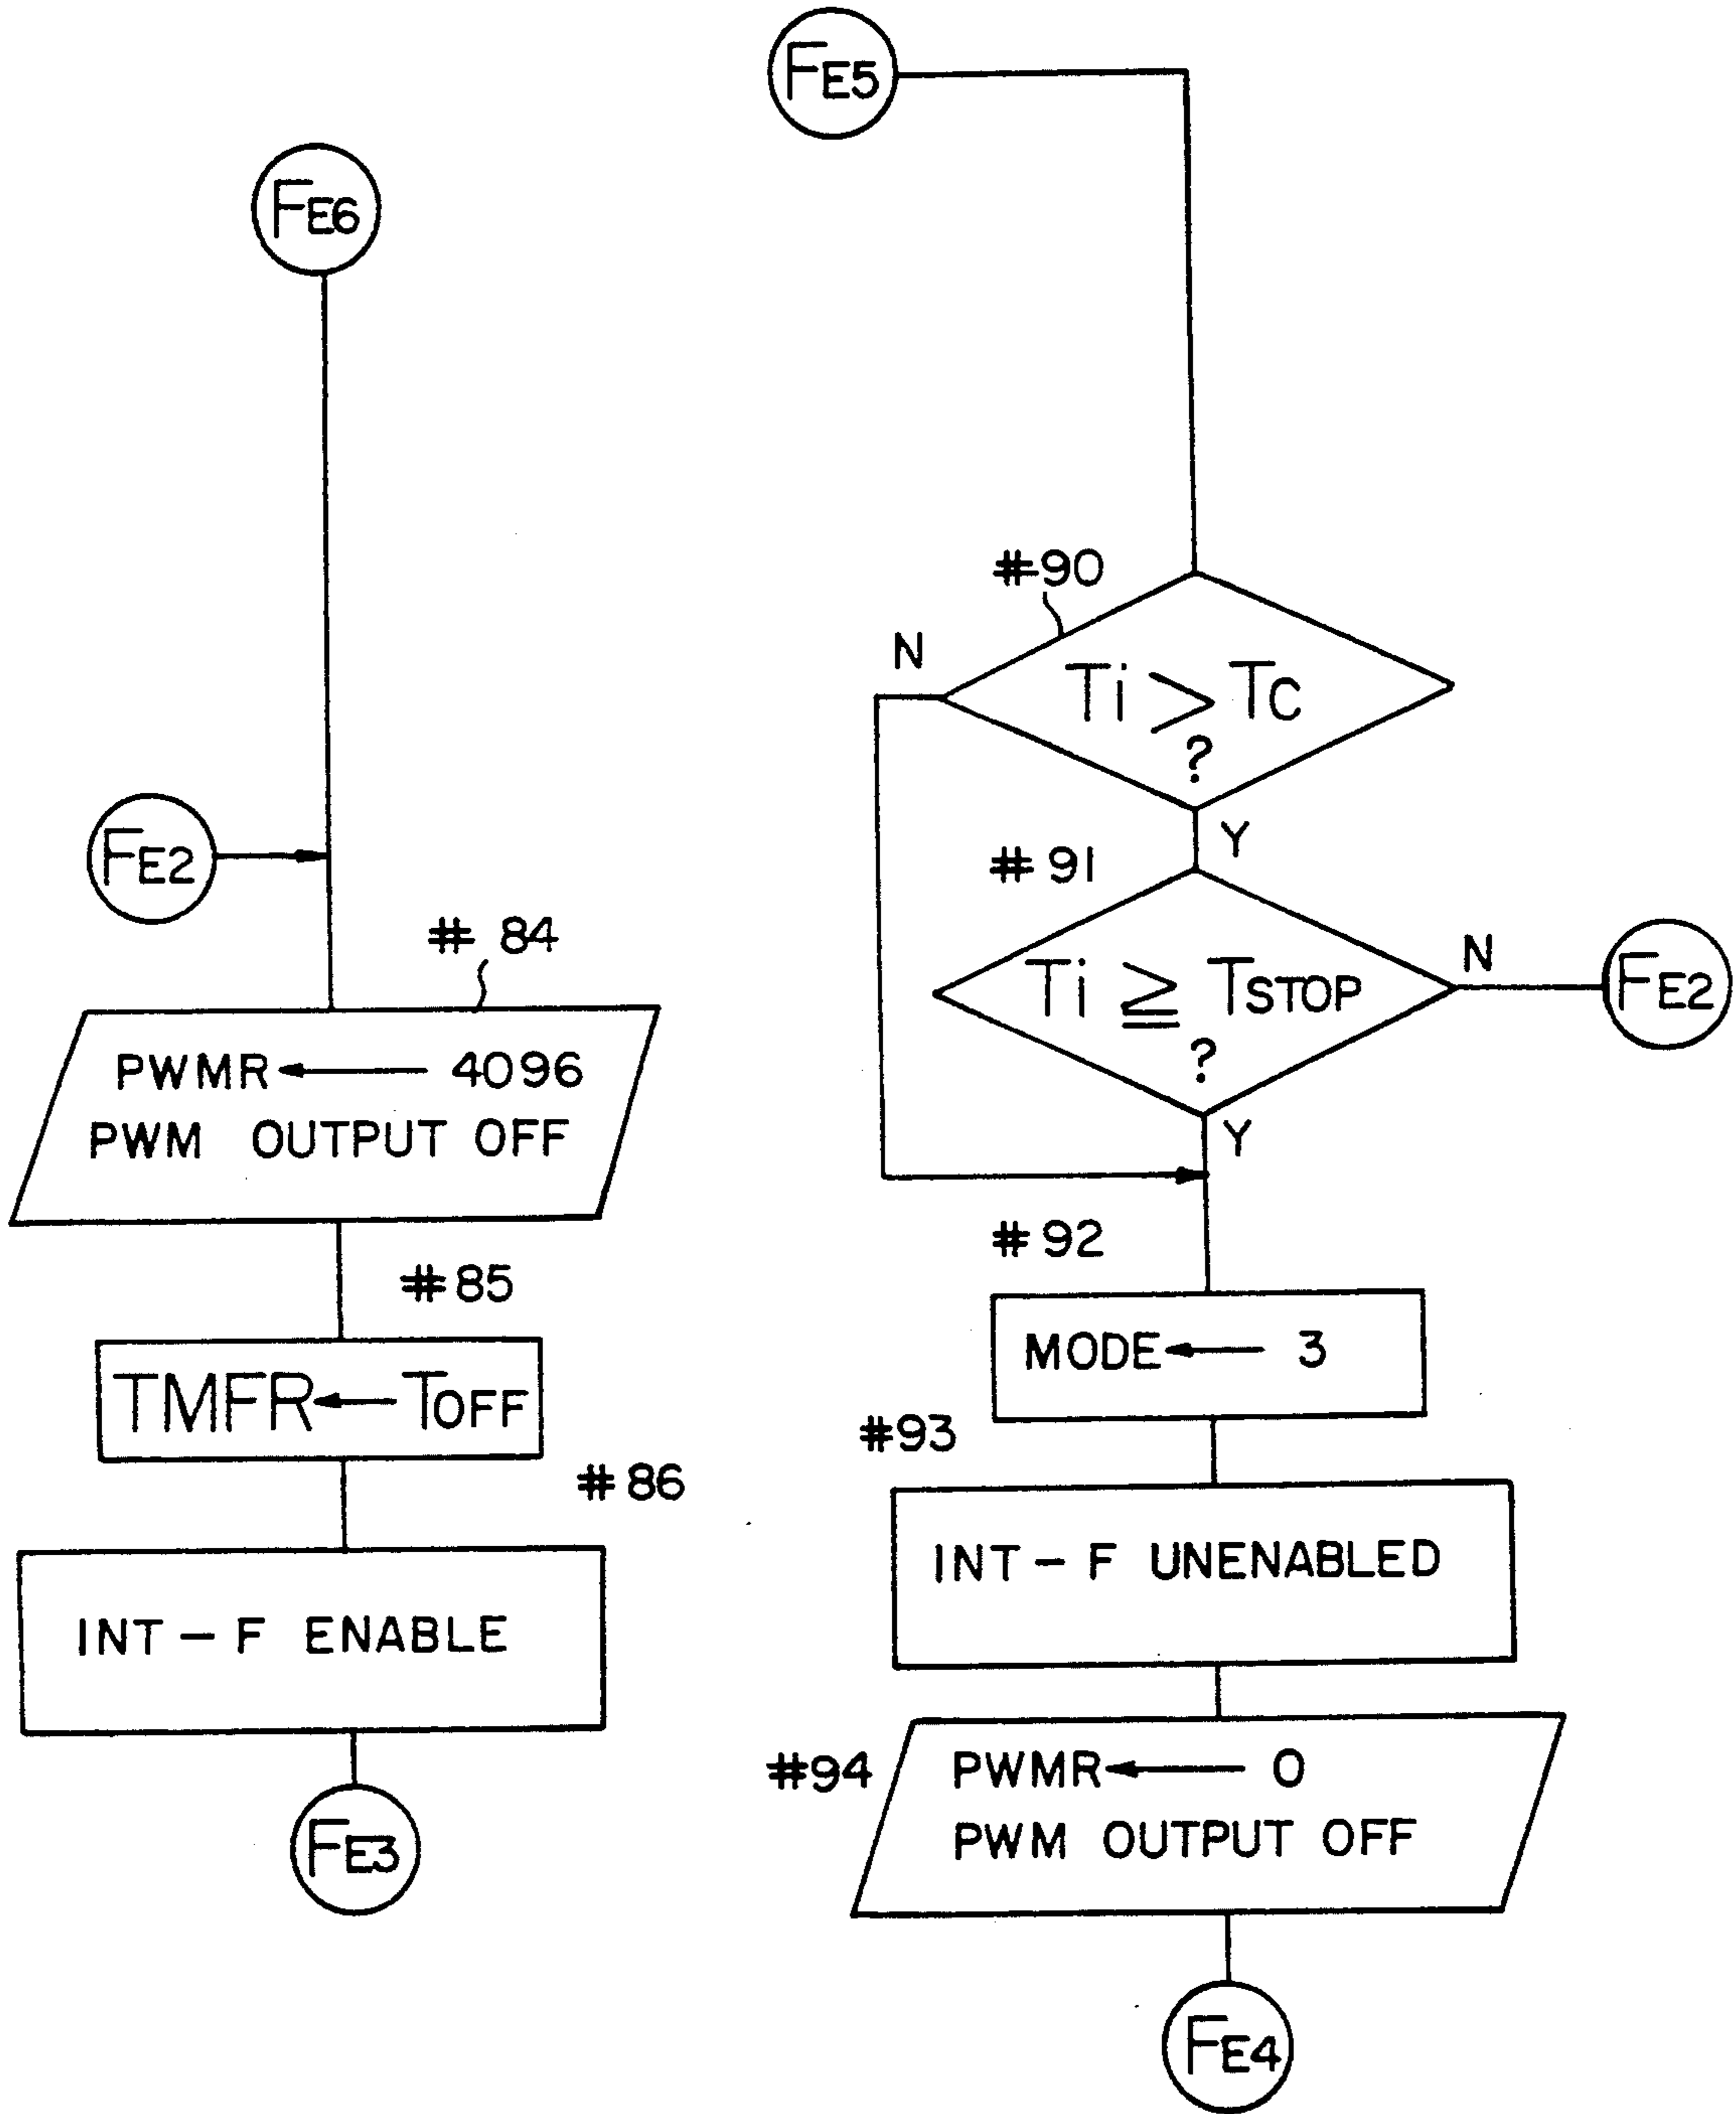 FE6
FE2
# 84
PWMR ← 4096
PWM OUTPUT OFF
#85
TMFR ← TOFF
#86
INT-F ENABLE
FE3
FE5
#90
N
Ti > TC
?
Y
#91
Ti ≧ TSTOP
?
N
FE2
Y
#92
MODE ← 3
#93
INT-F UNENABLED
#94
PWMR ← 0
PWM OUTPUT OFF
FE4